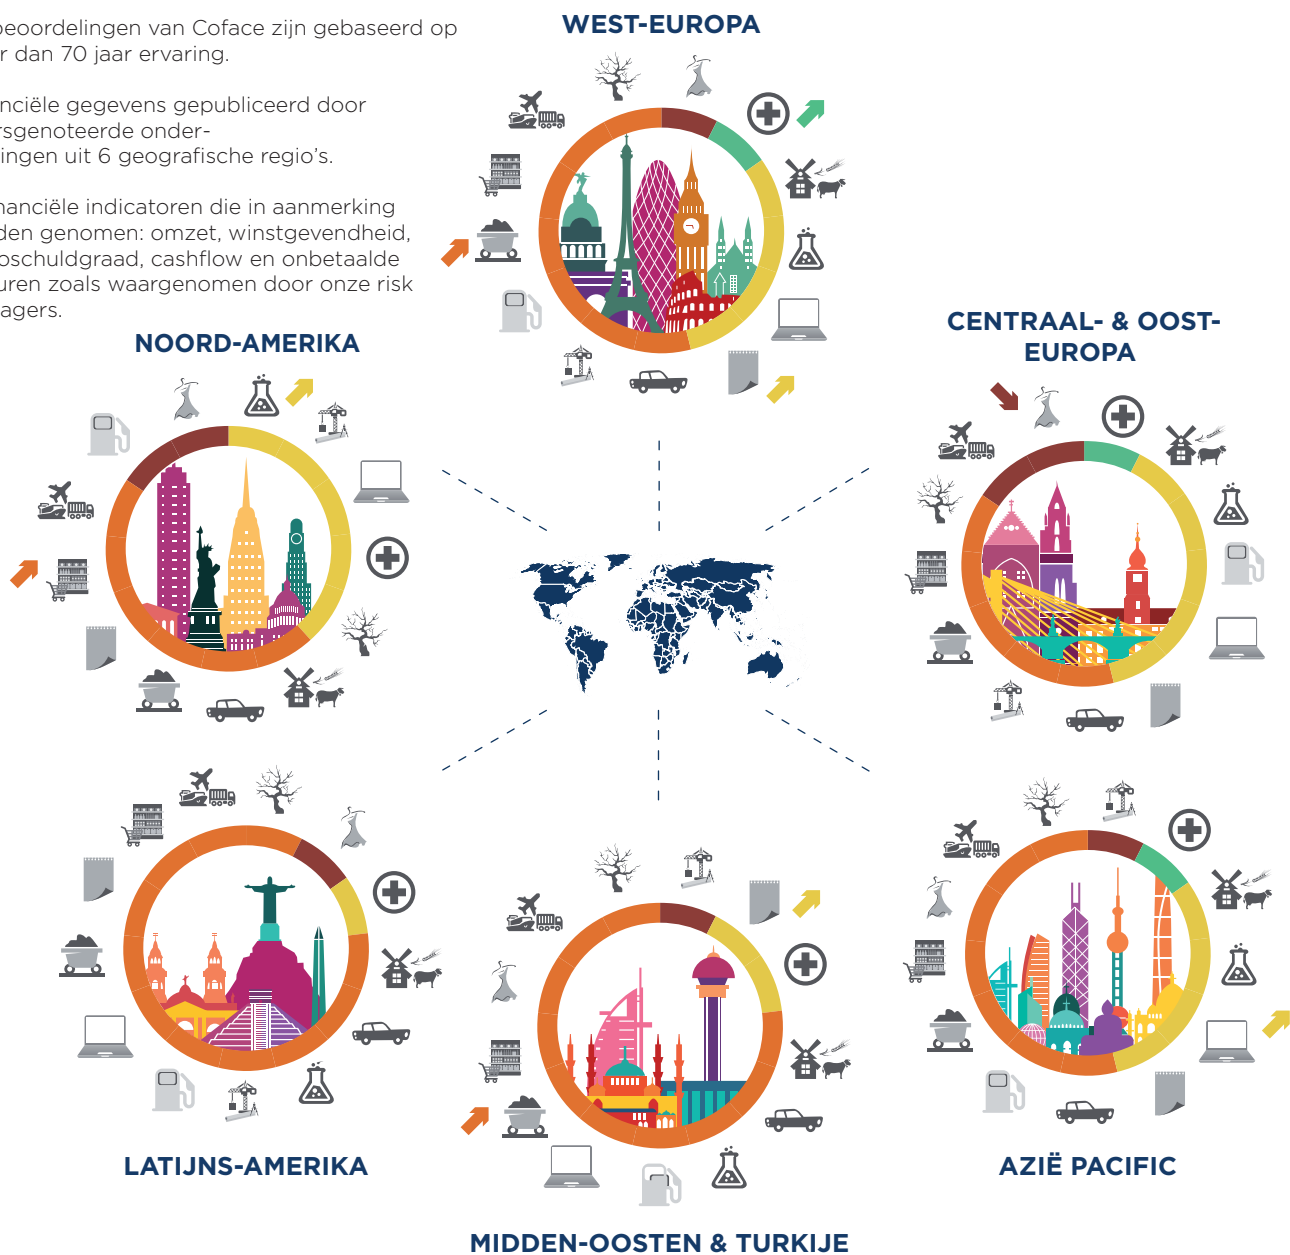 beoordelingen van Coface zijn gebaseerd op
r dan 70 jaar ervaring.
nciële gegevens gepubliceerd door
rsgenoteerde onder-
ingen uit 6 geografische regio's.
nanciële indicatoren die in aanmerking
den genomen: omzet, winstgevendheid,
oschuldgraad, cashflow en onbetaalde
uren zoals waargenomen door onze risk
agers.
WEST-EUROPA
NOORD-AMERIKA
CENTRAAL- & OOST-
EUROPA
LATIJNS-AMERIKA
AZIË PACIFIC
MIDDEN-OOSTEN & TURKIJE